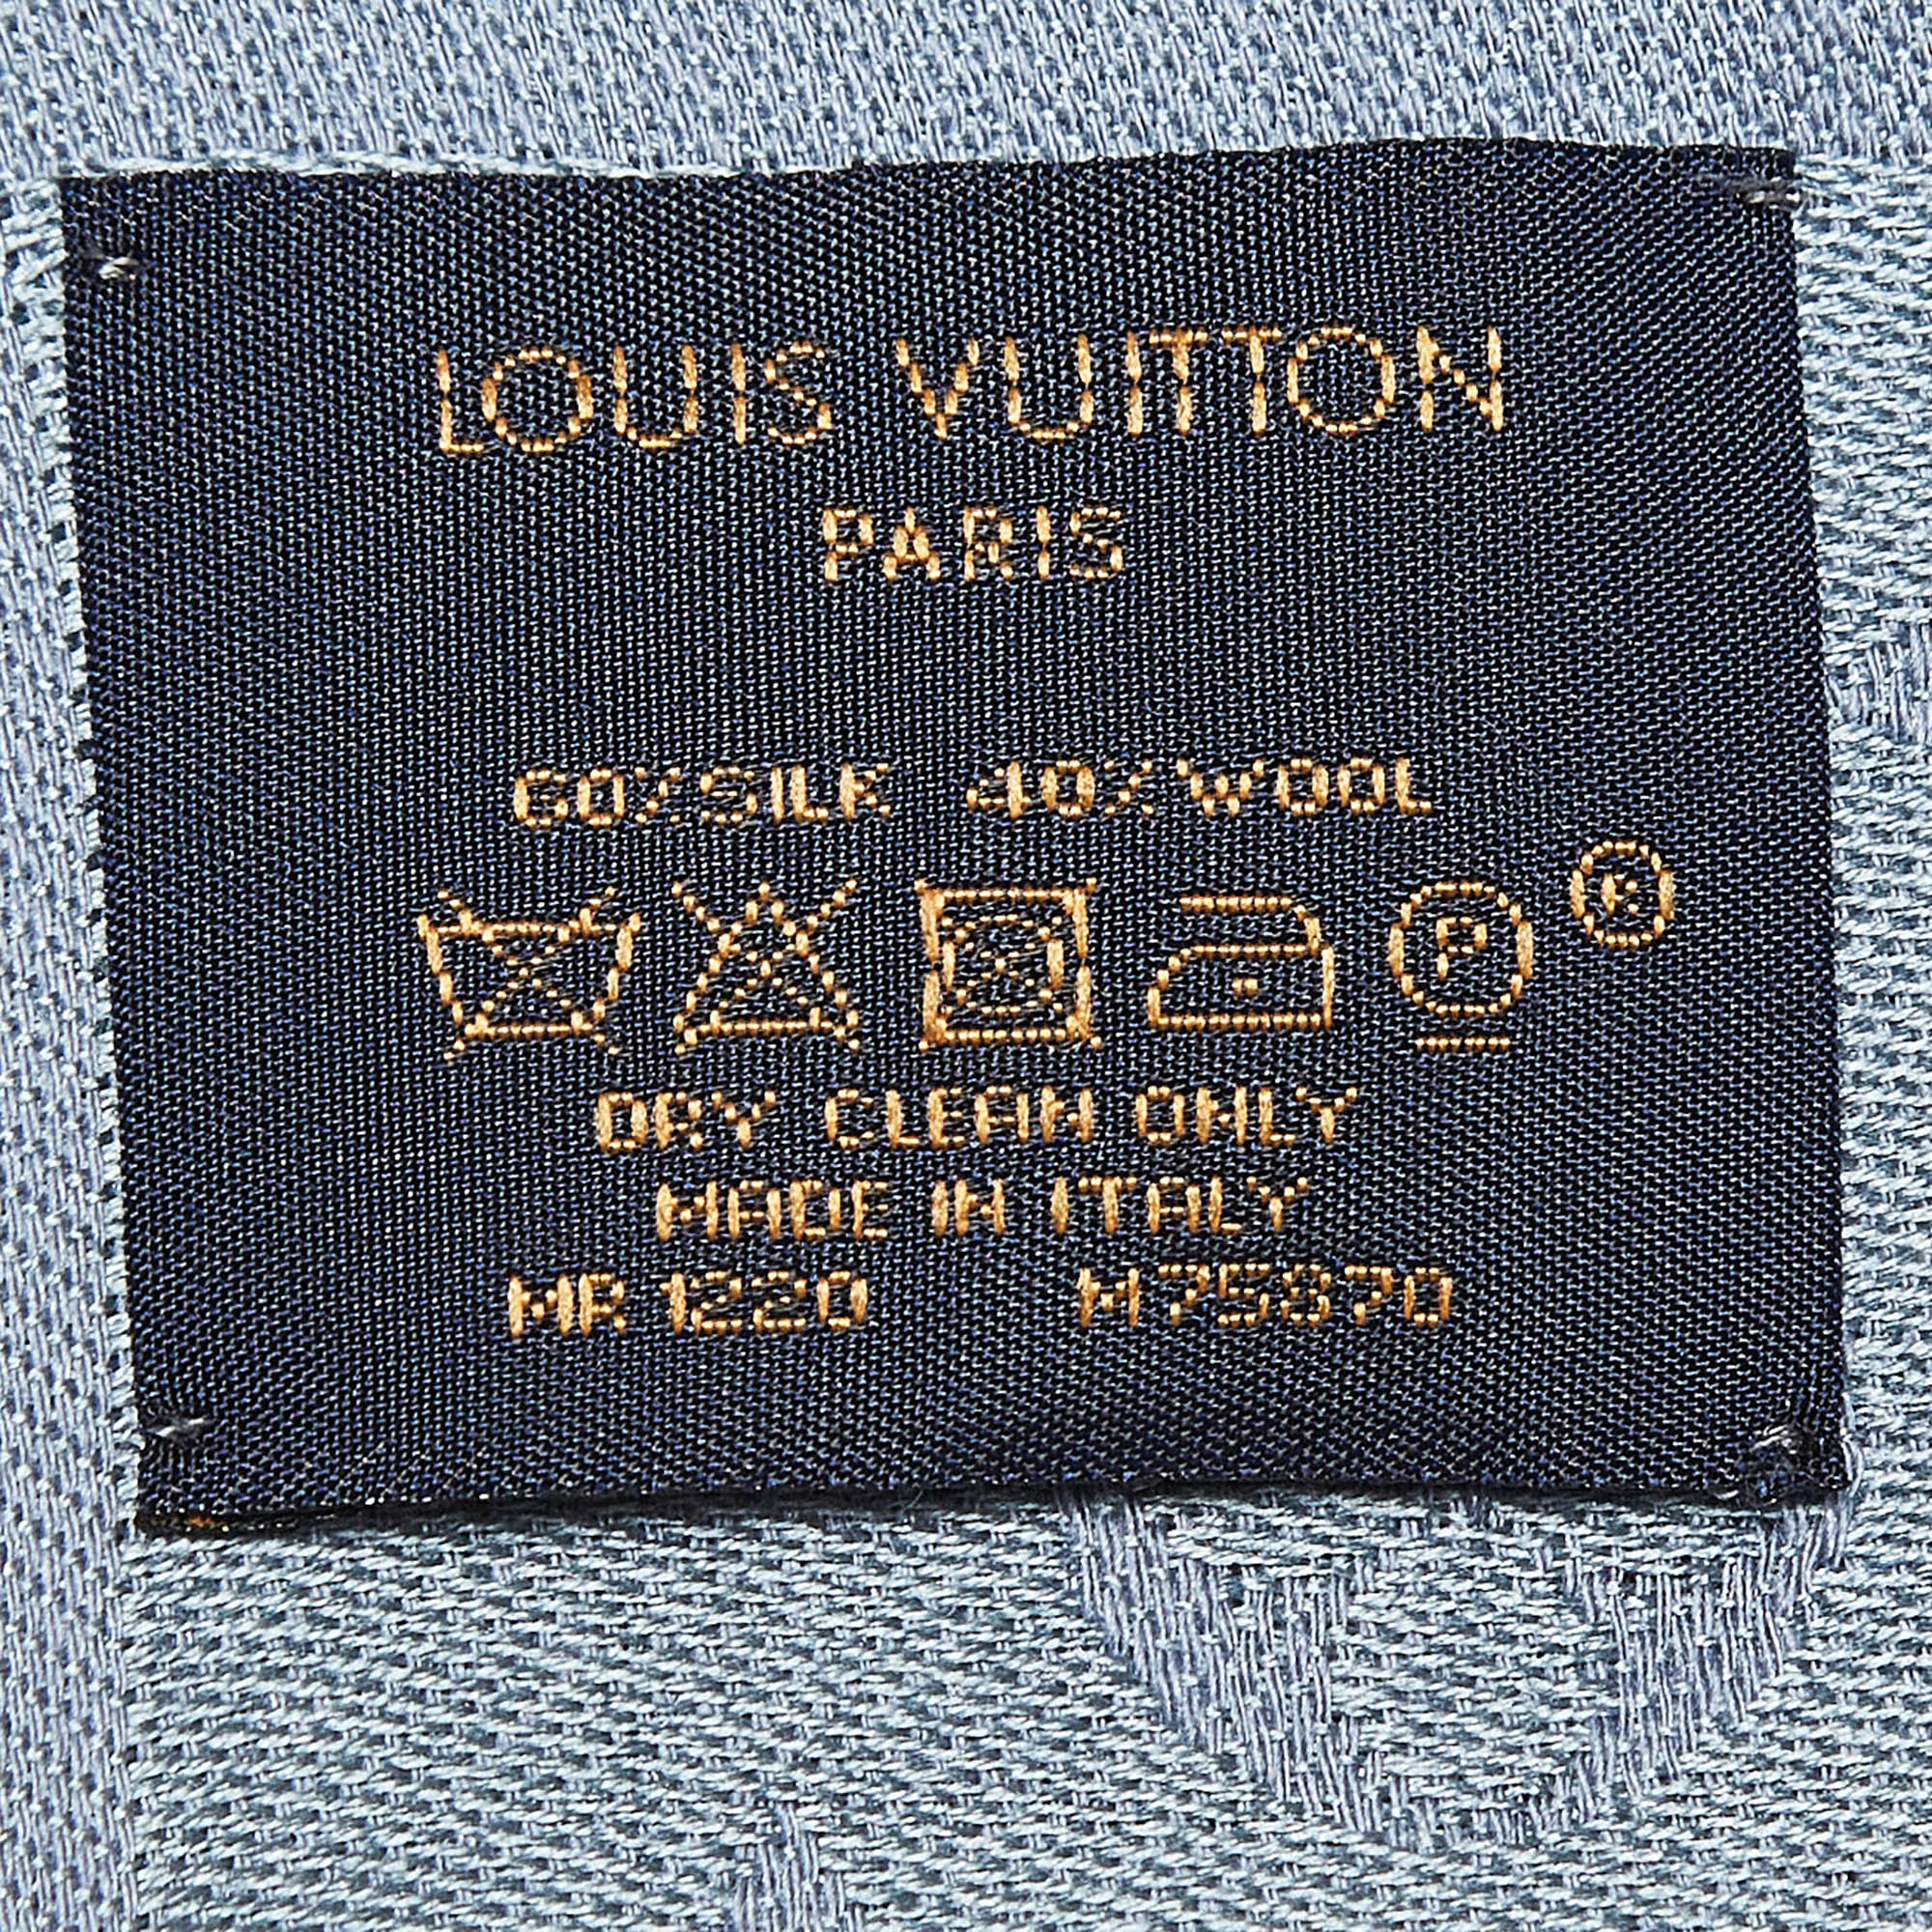 LOUIS VUITTON
PARIS
60% SILK 40% WOOL
P
DRY CLEAN ONLY
MADE IN ITALY
MR 1220 M75870